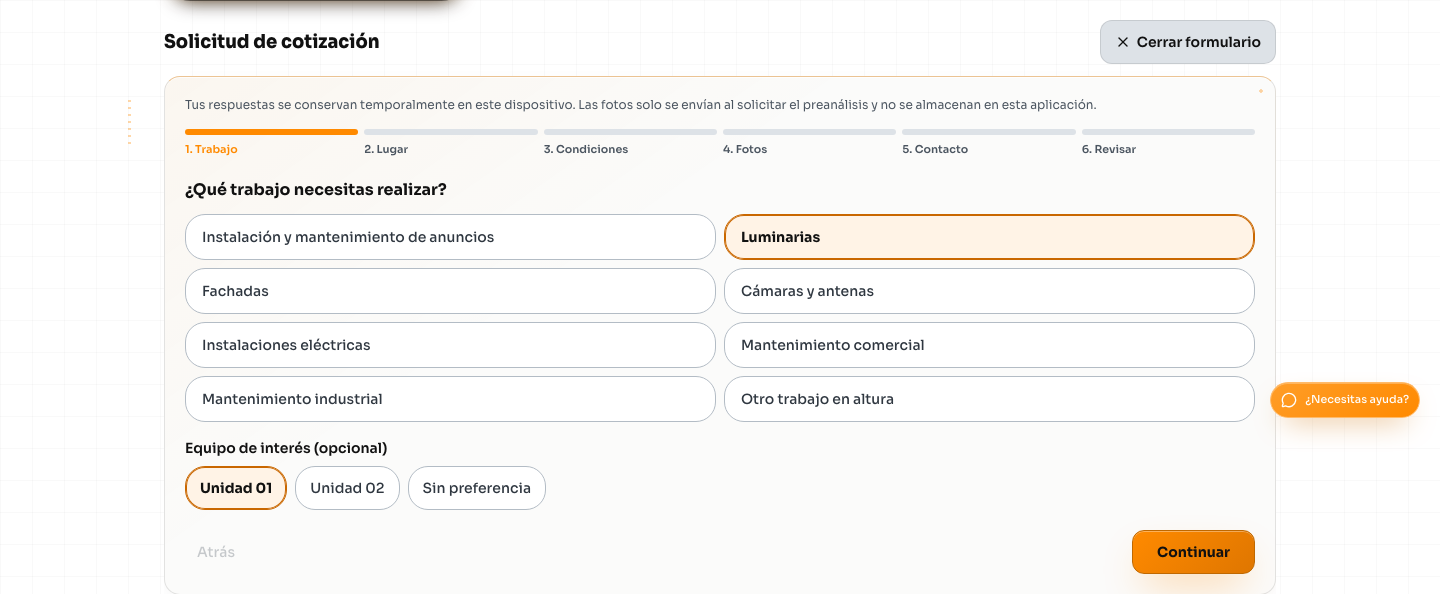 Solicitud de cotización
Cerrar formulario
Tus respuestas se conservan temporalmente en este dispositivo. Las fotos solo se envían al solicitar el preanálisis y no se almacenan en esta aplicación.
1. Trabajo
2. Lugar
3. Condiciones
4. Fotos
5. Contacto
6. Revisar
¿Qué trabajo necesitas realizar?
Instalación y mantenimiento de anuncios
Luminarias
Fachadas
Cámaras y antenas
Instalaciones eléctricas
Mantenimiento comercial
Mantenimiento industrial
Otro trabajo en altura
¿Necesitas ayuda?
Equipo de interés (opcional)
Unidad 01
Unidad 02
Sin preferencia
Atrás
Continuar